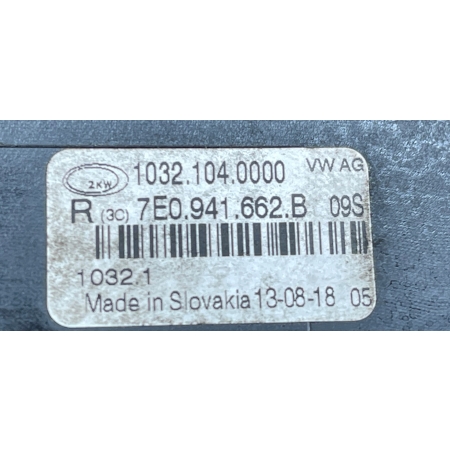 2KW 1032.104.0000 VW AG
R (3C) 7E0.941.662.B 09S
1032.1
Made in Slovakia 13-08-18 05